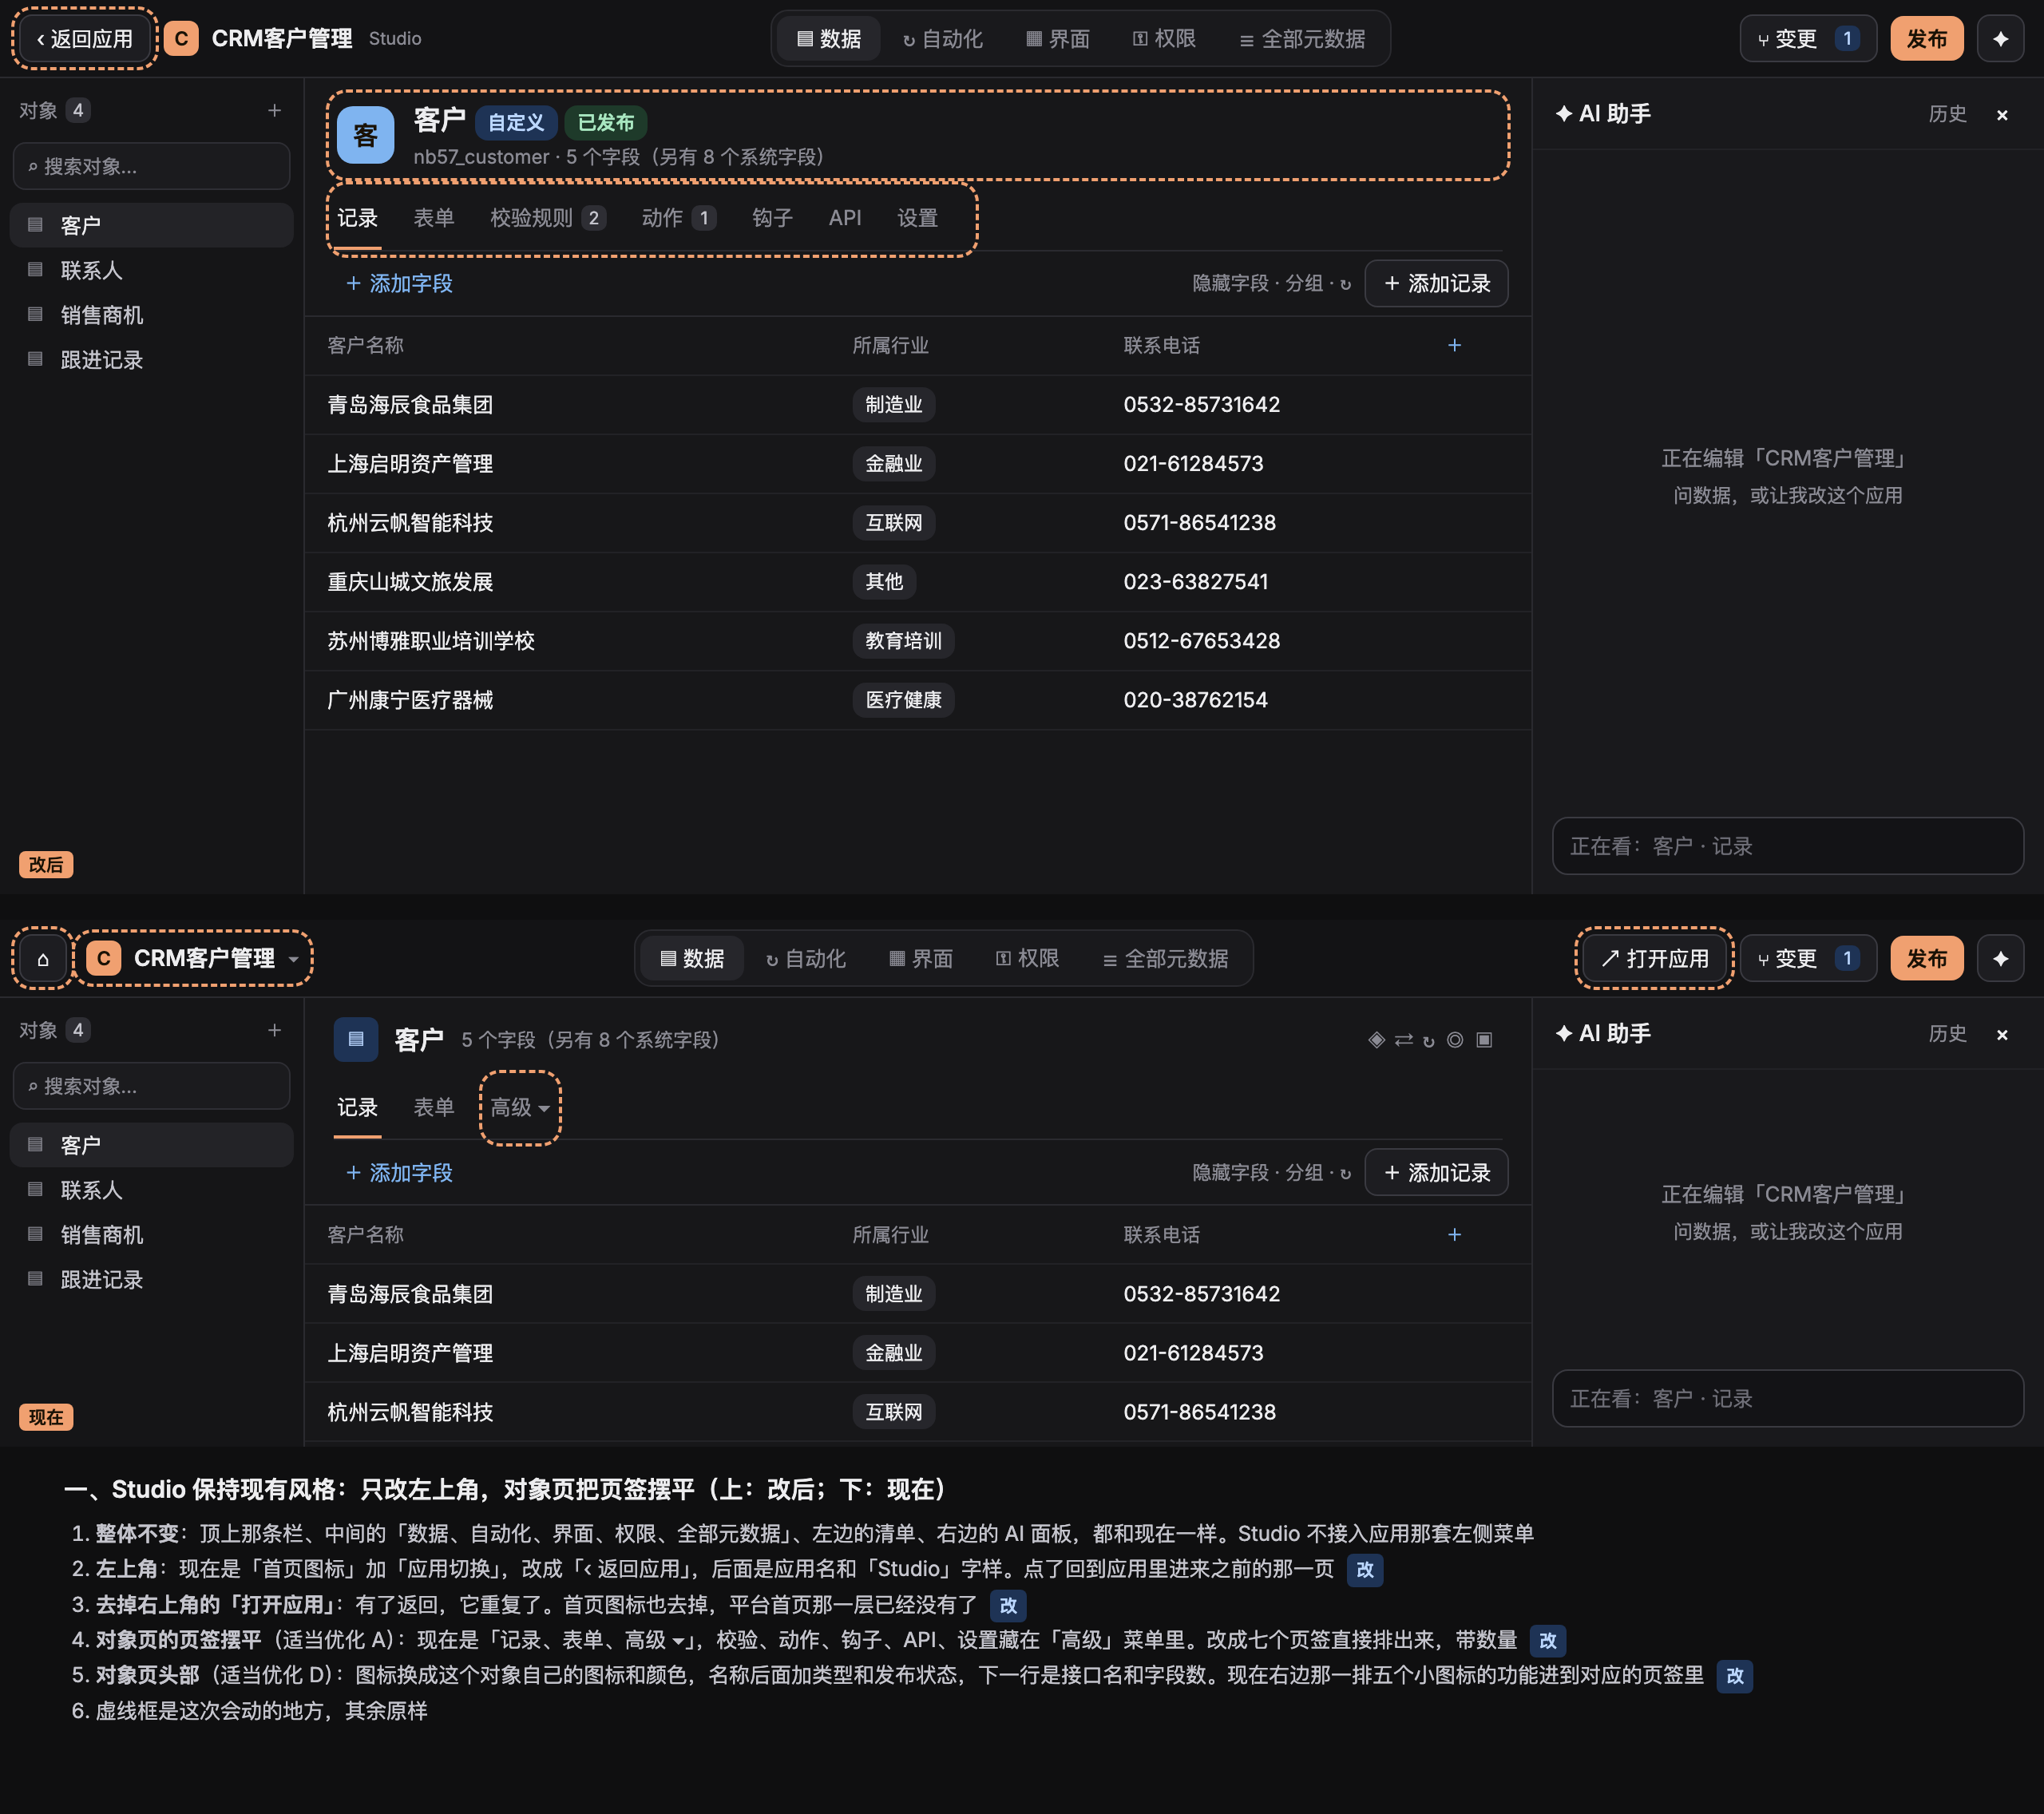 ‹ 返回应用 C CRM客户管理 Studio 数据 自动化 界面 权限 全部元数据 变更 1 发布
对象 4 +
搜索对象...
客户
联系人
销售商机
跟进记录
改后
客 客户 自定义 已发布
nb57_customer · 5 个字段（另有 8 个系统字段）
记录 表单 校验规则 2 动作 1 钩子 API 设置
+ 添加字段 隐藏字段 · 分组 · ↻ + 添加记录
客户名称 所属行业 联系电话 +
青岛海辰食品集团 制造业 0532-85731642
上海启明资产管理 金融业 021-61284573
杭州云帆智能科技 互联网 0571-86541238
重庆山城文旅发展 其他 023-63827541
苏州博雅职业培训学校 教育培训 0512-67653428
广州康宁医疗器械 医疗健康 020-38762154
✦ AI 助手 历史 ×
正在编辑「CRM客户管理」
问数据，或让我改这个应用
正在看：客户 · 记录
C CRM客户管理 数据 自动化 界面 权限 全部元数据 ↗ 打开应用 变更 1 发布
对象 4 +
搜索对象...
客户
联系人
销售商机
跟进记录
现在
客户 5 个字段（另有 8 个系统字段）
记录 表单 高级
+ 添加字段 隐藏字段 · 分组 · ↻ + 添加记录
客户名称 所属行业 联系电话 +
青岛海辰食品集团 制造业 0532-85731642
上海启明资产管理 金融业 021-61284573
杭州云帆智能科技 互联网 0571-86541238
✦ AI 助手 历史 ×
正在编辑「CRM客户管理」
问数据，或让我改这个应用
正在看：客户 · 记录
一、Studio 保持现有风格：只改左上角，对象页把页签摆平（上：改后；下：现在）
1. 整体不变：顶上那条栏、中间的「数据、自动化、界面、权限、全部元数据」、左边的清单、右边的 AI 面板，都和现在一样。Studio 不接入应用那套左侧菜单
2. 左上角：现在是「首页图标」加「应用切换」，改成「‹ 返回应用」，后面是应用名和「Studio」字样。点了回到应用里进来之前的那一页 改
3. 去掉右上角的「打开应用」：有了返回，它重复了。首页图标也去掉，平台首页那一层已经没有了 改
4. 对象页的页签摆平（适当优化 A）：现在是「记录、表单、高级 ▾」，校验、动作、钩子、API、设置藏在「高级」菜单里。改成七个页签直接排出来，带数量 改
5. 对象页头部（适当优化 D）：图标换成这个对象自己的图标和颜色，名称后面加类型和发布状态，下一行是接口名和字段数。现在右边那一排五个小图标的功能进到对应的页签里 改
6. 虚线框是这次会动的地方，其余原样